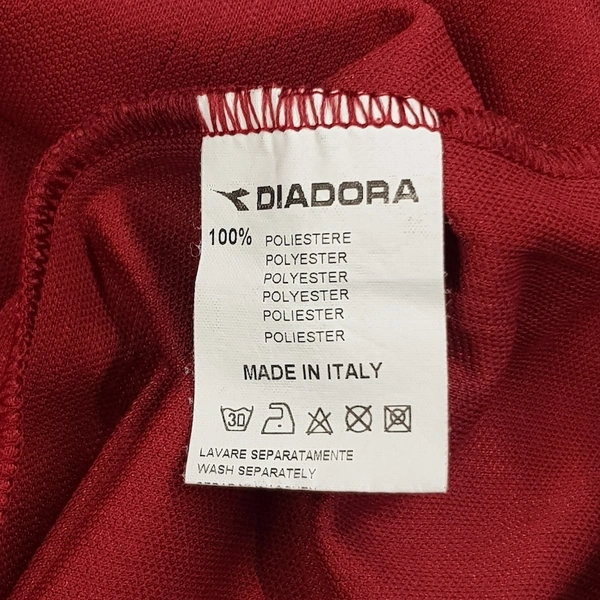 DIADORA
100% POLIESTERE
POLYESTER
POLYESTER
POLYESTER
POLIESTER
POLIESTER
MADE IN ITALY
30
LAVARE SEPARATAMENTE
WASH SEPARATELY